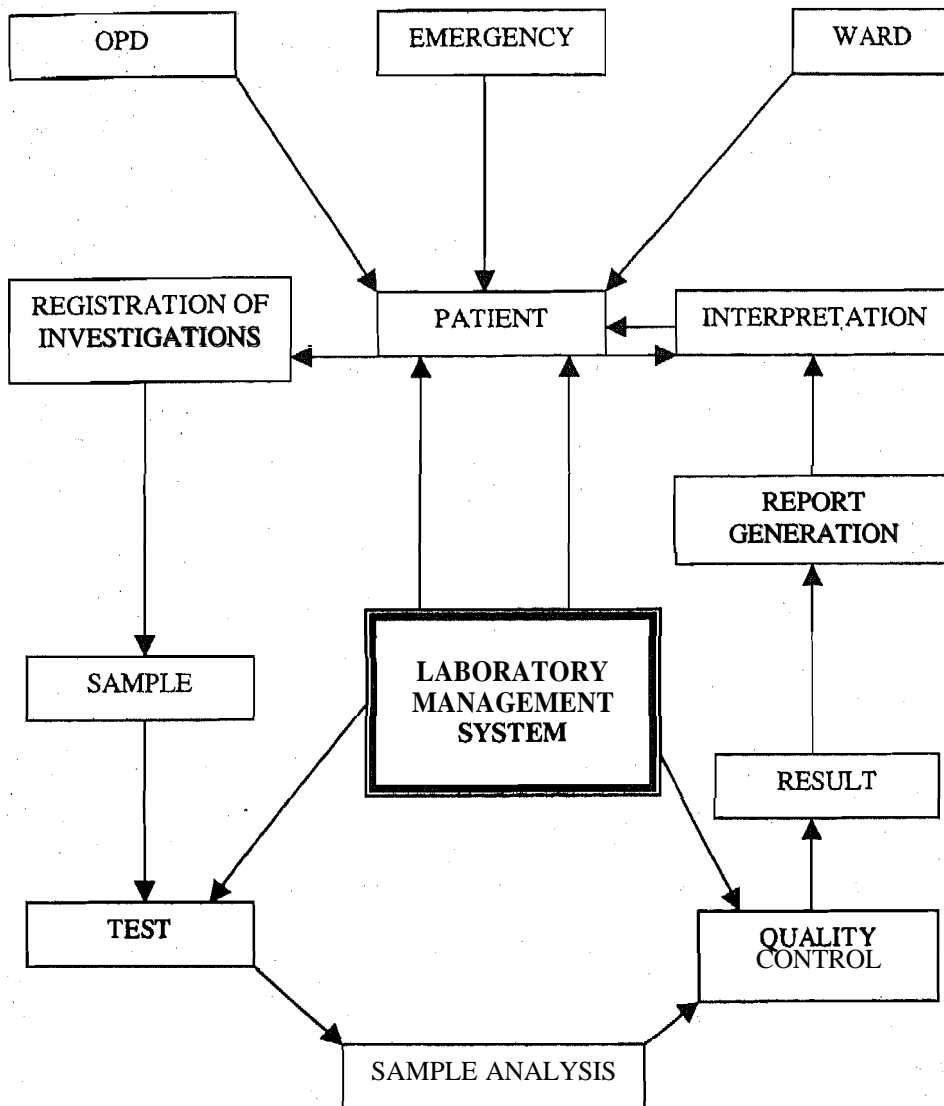 OPD
EMERGENCY
WARD
REGISTRATION OF
INVESTIGATIONS
PATIENT
INTERPRETATION
REPORT
GENERATION
LABORATORY
MANAGEMENT
SYSTEM
SAMPLE
RESULT
TEST
QUALITY
CONTROL
SAMPLE ANALYSIS